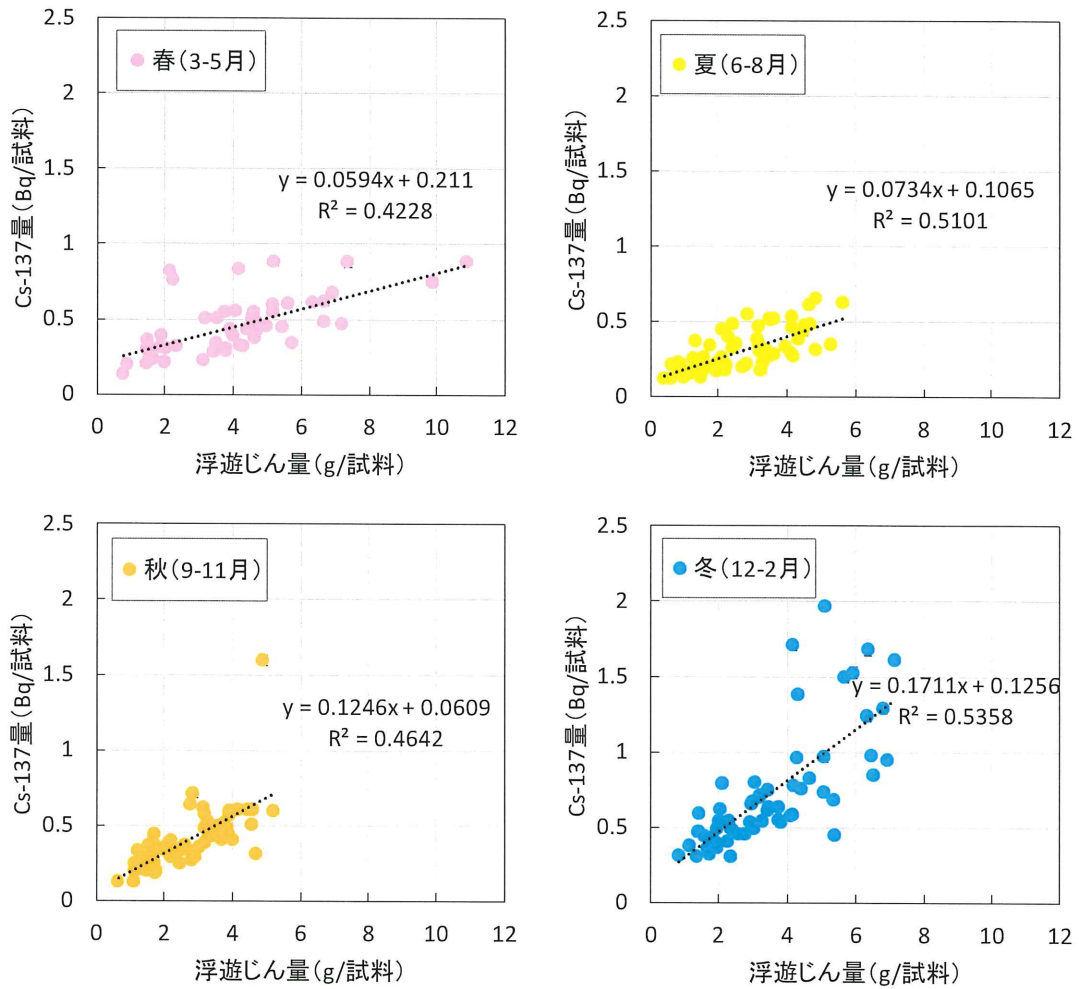 2.5
2
1.5
1
0.5
0
Cs-137量(Bq/試料)
春(3-5月)
y = 0.0594x + 0.211
R² = 0.4228
0 2 4 6 8 10 12
浮遊じん量(g/試料)
2.5
2
1.5
1
0.5
0
Cs-137量(Bq/試料)
夏(6-8月)
y = 0.0734x + 0.1065
R² = 0.5101
0 2 4 6 8 10 12
浮遊じん量(g/試料)
2.5
2
1.5
1
0.5
0
Cs-137量(Bq/試料)
秋(9-11月)
y = 0.1246x + 0.0609
R² = 0.4642
0 2 4 6 8 10 12
浮遊じん量(g/試料)
2.5
2
1.5
1
0.5
0
Cs-137量(Bq/試料)
冬(12-2月)
y = 0.1711x + 0.1256
R² = 0.5358
0 2 4 6 8 10 12
浮遊じん量(g/試料)